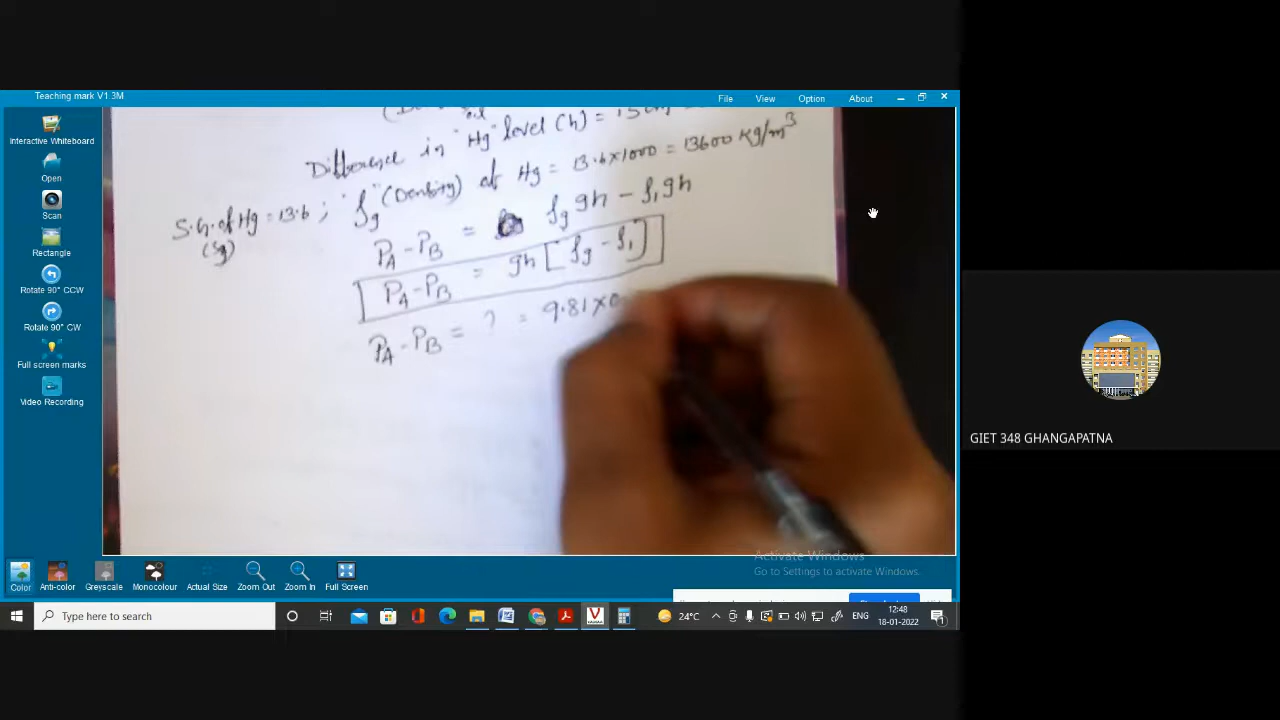 Teaching mark V1.3M
File View Option About
Interactive Whiteboard
Open
Scan
Rectangle
Rotate 90° CCW
Rotate 90° CW
Full screen marks
Video Recording
Difference in "Hg" level (h) = 15 cm
S.G. of Hg = 13.6 ; "ρg" (Density) of Hg = 13.6×1000 = 13600 Kg/m³
(Sg)
PA - PB = ρg gh - ρ1 gh
PA - PB = gh [ρg - ρ1]
PA - PB = ? = 9.81×0
GIET 348 GHANGAPATNA
Activate Windows
Go to Settings to activate Windows.
Color Anti-color Greyscale Monocolour Actual Size Zoom Out Zoom In Full Screen
Type here to search
24°C
ENG
12:48
18-01-2022